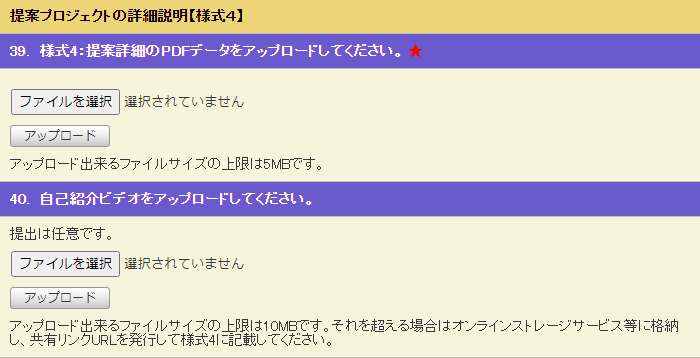 提案プロジェクトの詳細説明【様式４】
39. 様式４：提案詳細のPDFデータをアップロードしてください。 ★
ファイルを選択 選択されていません
アップロード
アップロード出来るファイルサイズの上限は5MBです。
40. 自己紹介ビデオをアップロードしてください。
提出は任意です。
ファイルを選択 選択されていません
アップロード
アップロード出来るファイルサイズの上限は10MBです。それを超える場合はオンラインストレージサービス等に格納
し、共有リンクURLを発行して様式4に記載してください。